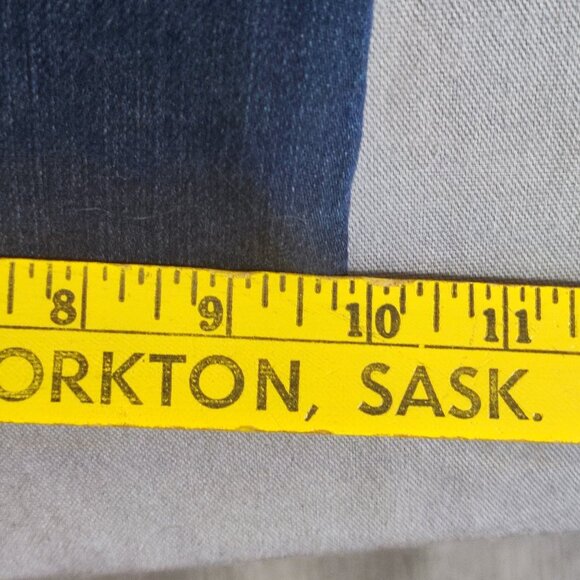 8 9 10 11
ORKTON, SASK.